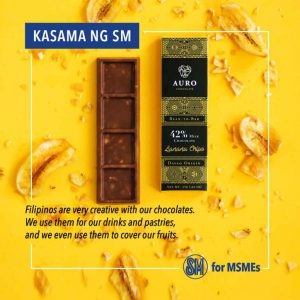 KASAMA NG SM
AURO
CHOCOLATE
BEAN-TO-BAR
42% MILK
CHOCOLATE
Banana Chips
DAVAO ORIGIN
Filipinos are very creative with our chocolates.
We use them for our drinks and pastries,
and we even use them to cover our fruits.
SM for MSMEs